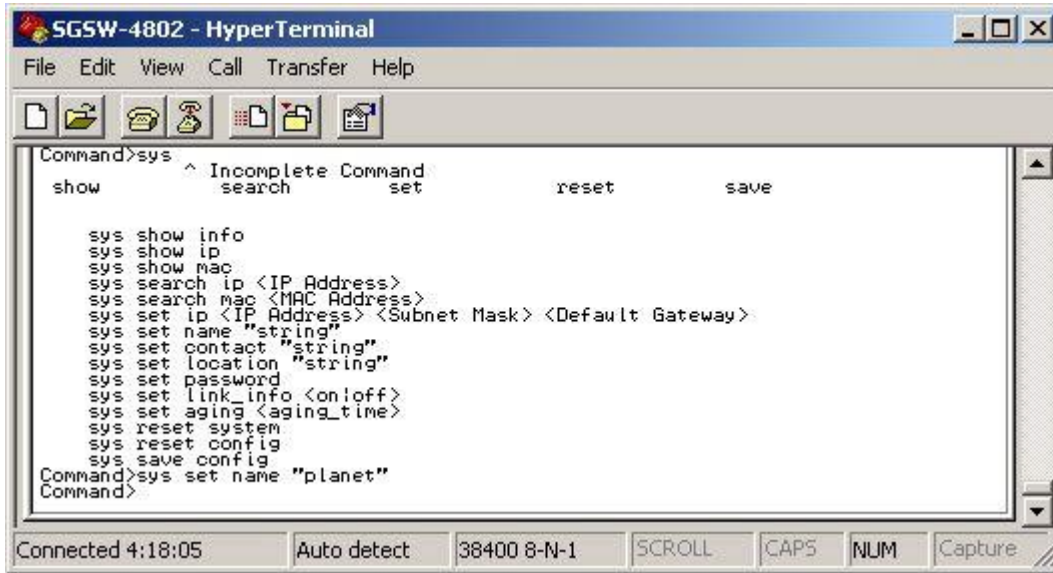 SGSW-4802 - HyperTerminal
File Edit View Call Transfer Help
Command>sys
^ Incomplete Command
show search set reset save
sys show info
sys show ip
sys show mac
sys search ip <IP Address>
sys search mac <MAC Address>
sys set ip <IP Address> <Subnet Mask> <Default Gateway>
sys set name "string"
sys set contact "string"
sys set location "string"
sys set password
sys set link_info <on|off>
sys set aging <aging_time>
sys reset system
sys reset config
sys save config
Command>sys set name "planet"
Command>
Connected 4:18:05 Auto detect 38400 8-N-1 SCROLL CAPS NUM Capture